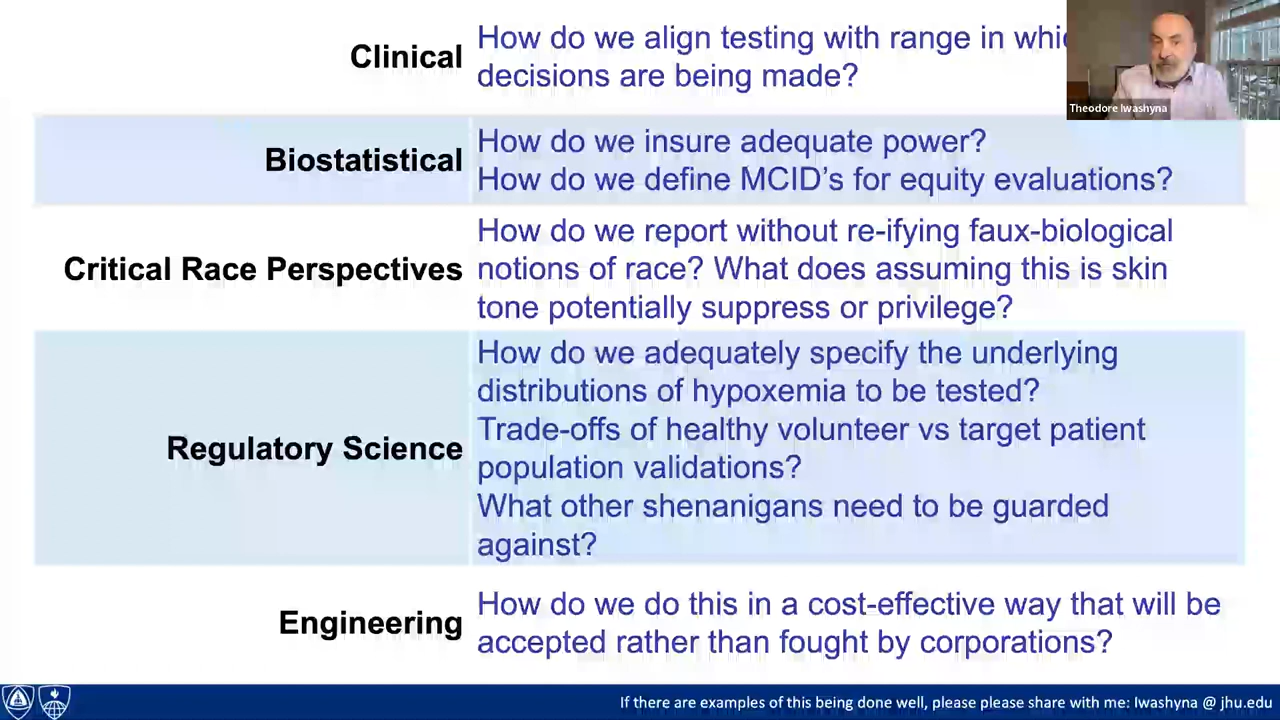 Clinical
How do we align testing with range in
decisions are being made?
Theodore Iwashyna
Biostatistical
How do we insure adequate power?
How do we define MCID's for equity evaluations?
Critical Race Perspectives
How do we report without re-ifying faux-biological
notions of race? What does assuming this is skin
tone potentially suppress or privilege?
Regulatory Science
How do we adequately specify the underlying
distributions of hypoxemia to be tested?
Trade-offs of healthy volunteer vs target patient
population validations?
What other shenanigans need to be guarded
against?
Engineering
How do we do this in a cost-effective way that will be
accepted rather than fought by corporations?
If there are examples of this being done well, please please share with me: Iwashyna @ jhu.edu